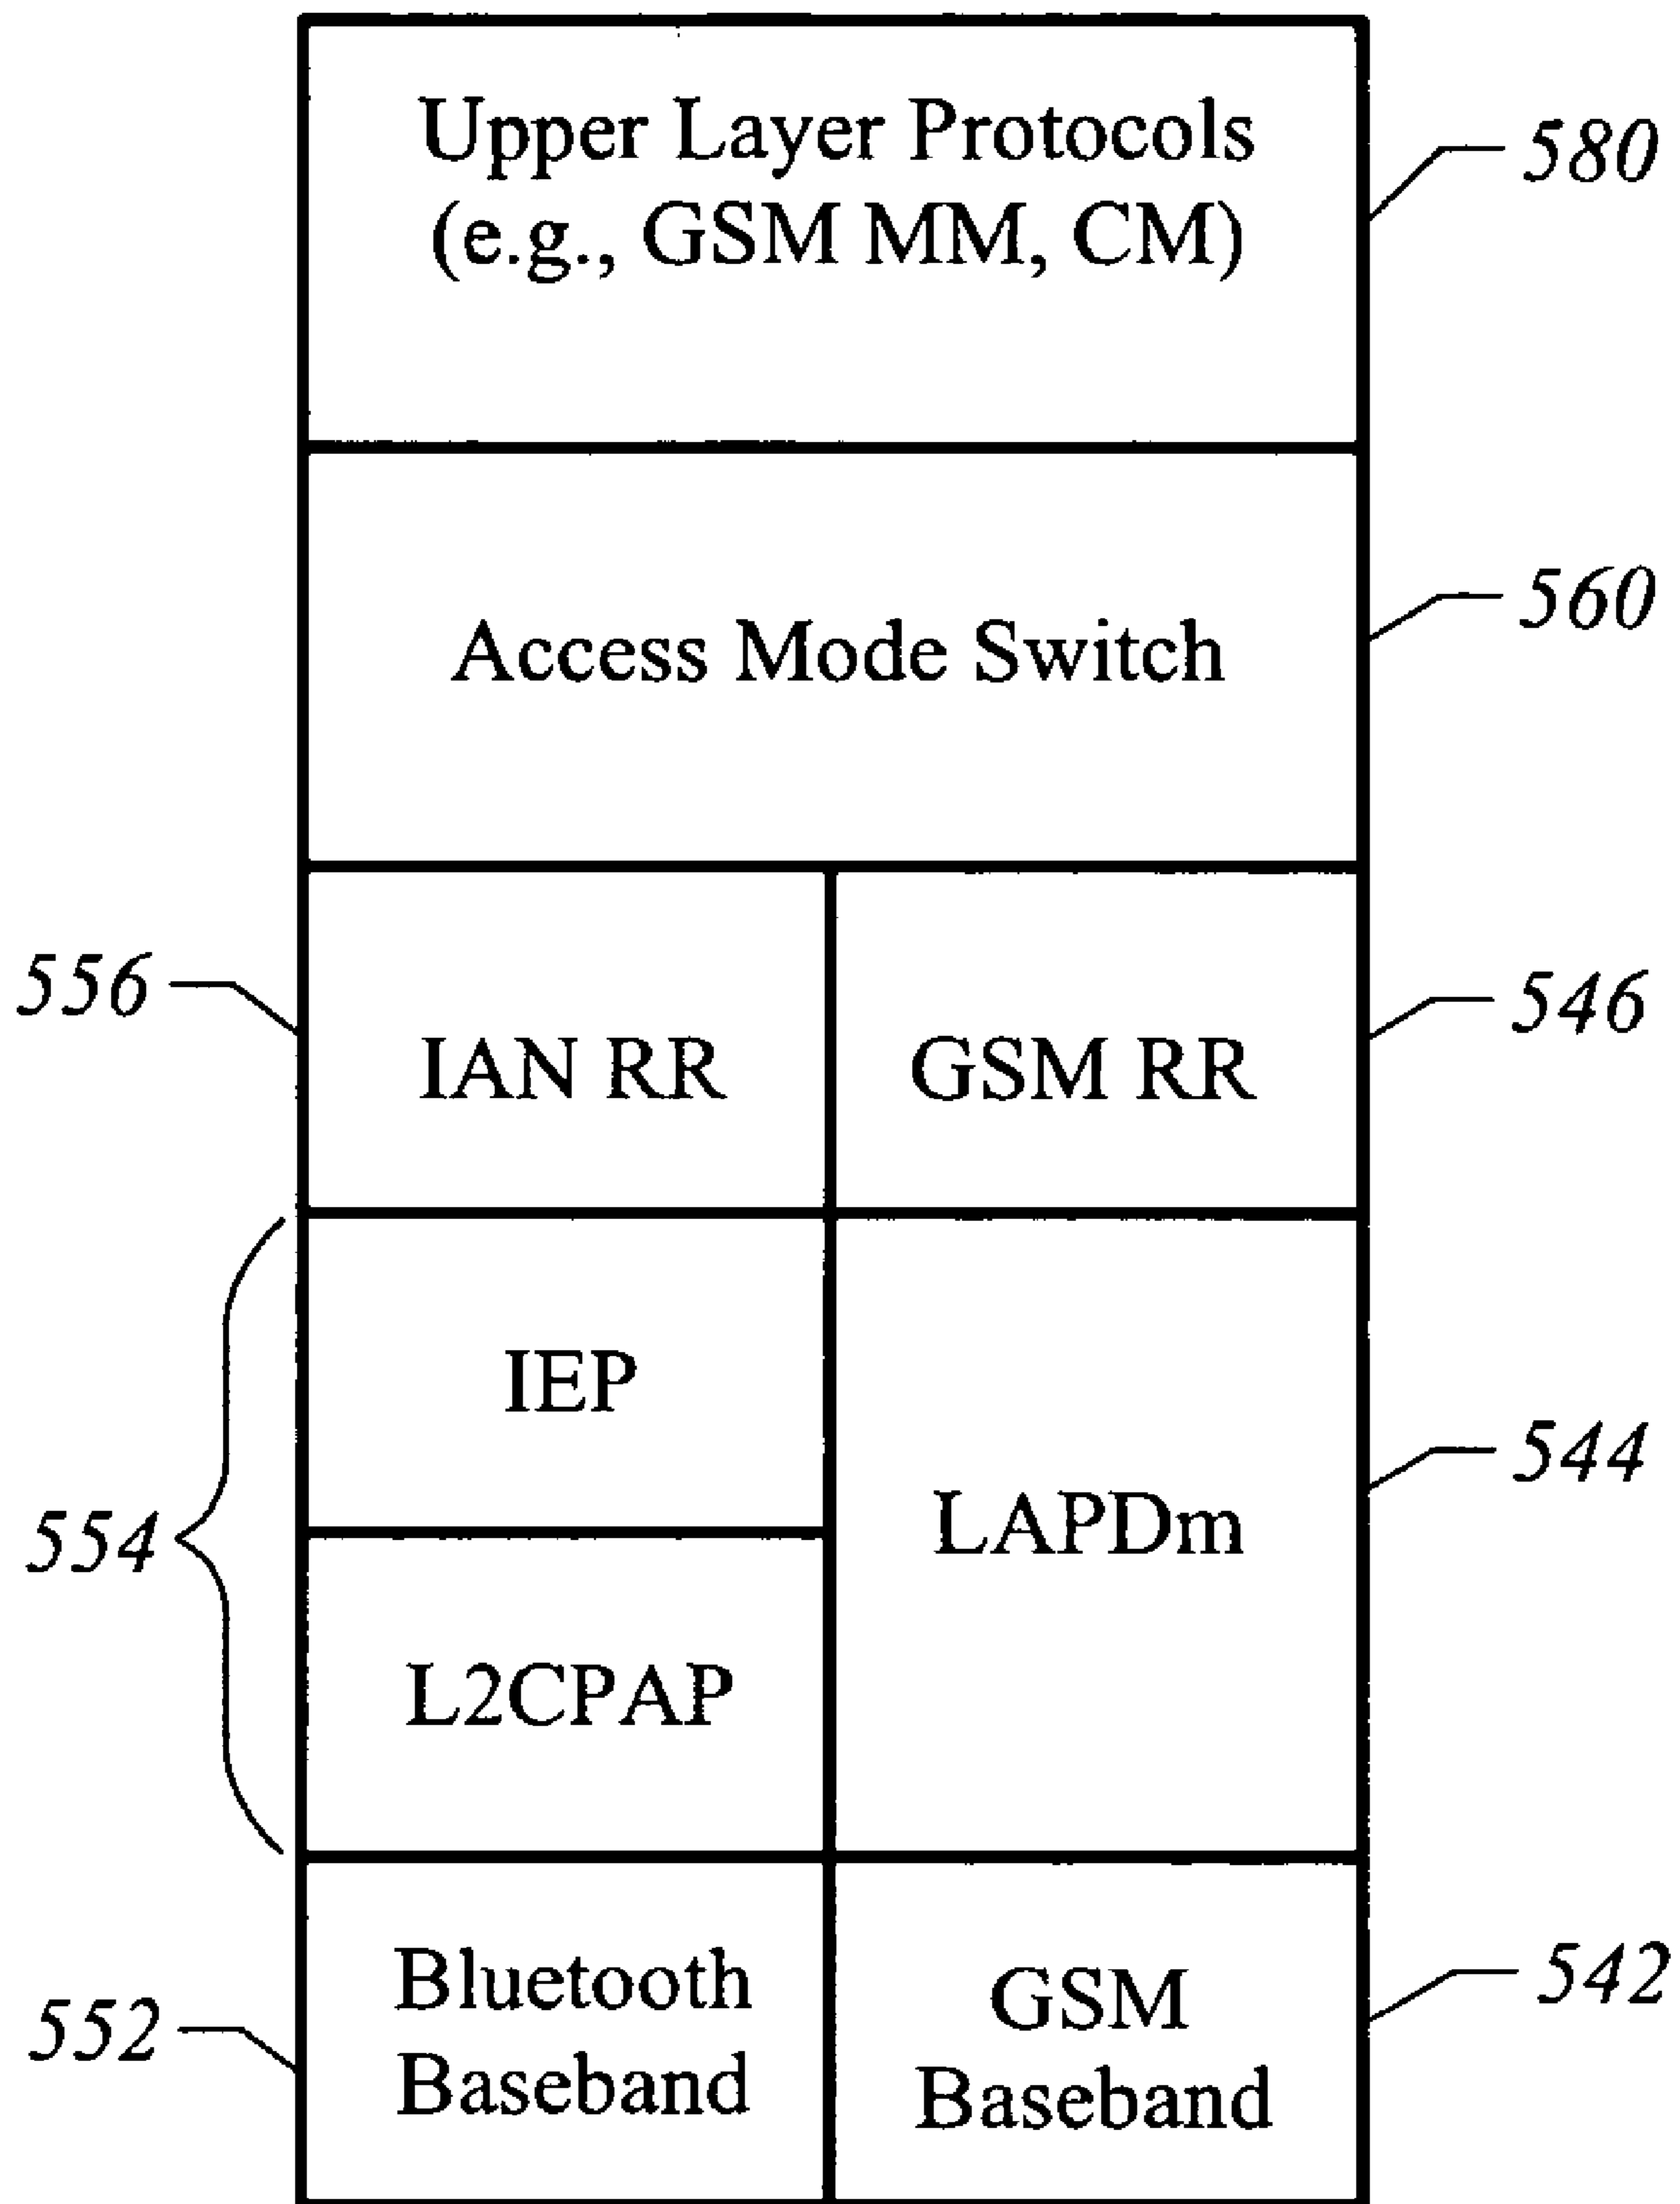 Upper Layer Protocols
(e.g., GSM MM, CM)
580
Access Mode Switch
560
556
IAN RR
GSM RR
546
IEP
554
LAPDm
544
L2CPAP
552
Bluetooth
Baseband
GSM
Baseband
542